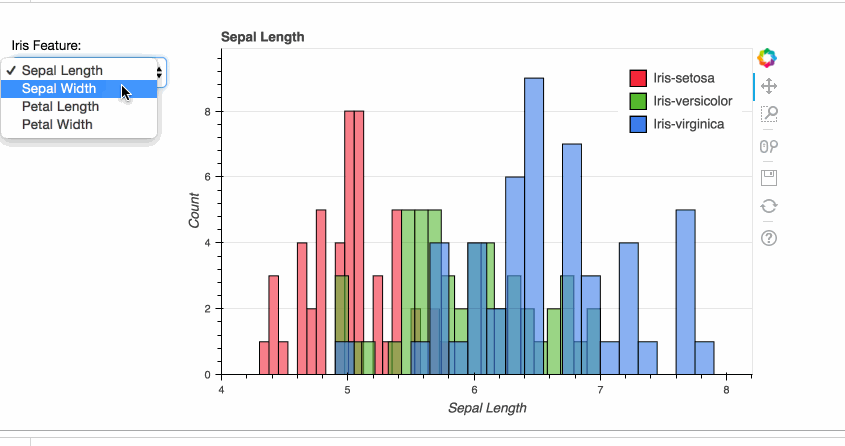 Sepal Length
Iris Feature:
✓ Sepal Length
Sepal Width
Petal Length
Petal Width
Iris-setosa
Iris-versicolor
Iris-virginica
8
6
4
2
0
Count
4 5 6 7 8
Sepal Length